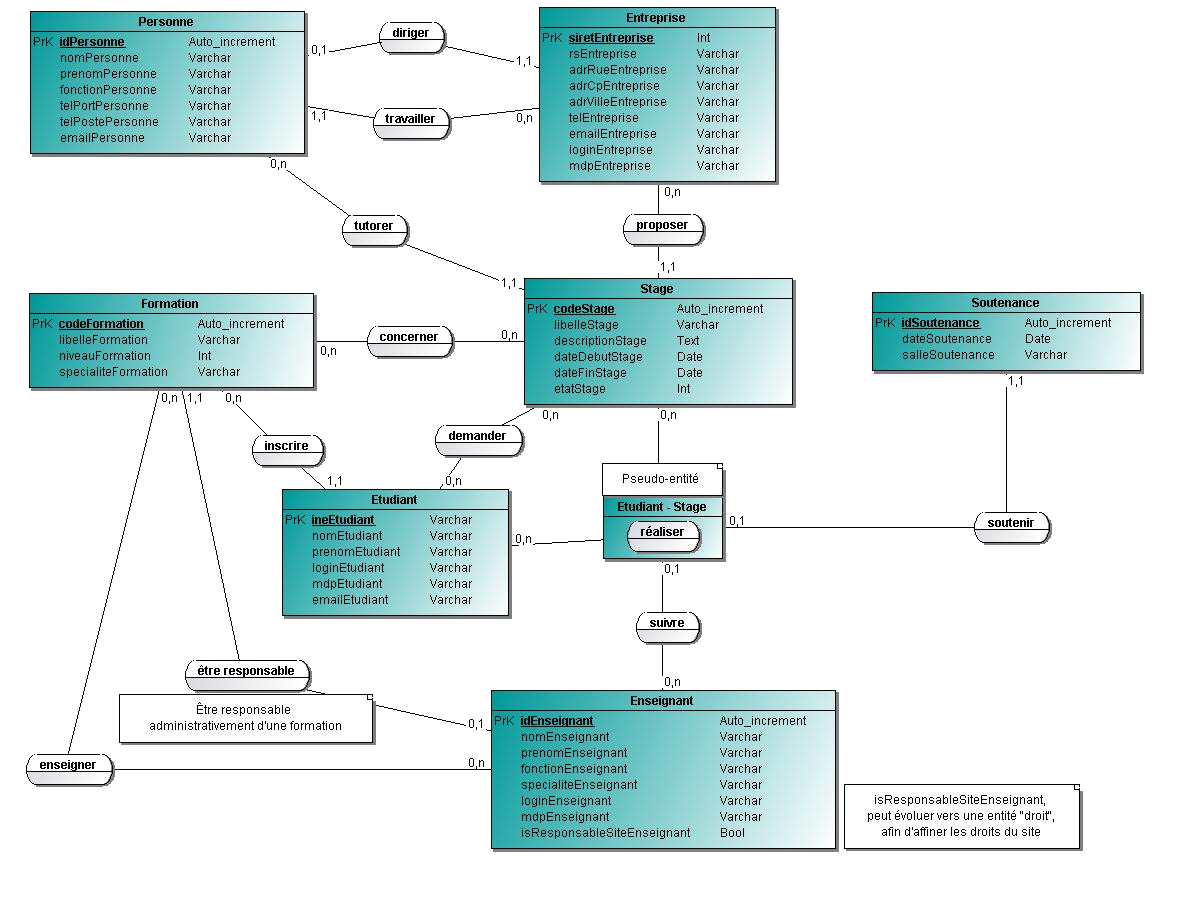 Personne
PrK idPersonne Auto_increment
nomPersonne Varchar
prenomPersonne Varchar
fonctionPersonne Varchar
telPortPersonne Varchar
telPostePersonne Varchar
emailPersonne Varchar
0,1
diriger
1,1
1,1
travailler
0,n
Entreprise
PrK siretEntreprise Int
rsEntreprise Varchar
adrRueEntreprise Varchar
adrCpEntreprise Varchar
adrVilleEntreprise Varchar
telEntreprise Varchar
emailEntreprise Varchar
loginEntreprise Varchar
mdpEntreprise Varchar
0,n
tutorer
1,1
0,n
proposer
1,1
Formation
PrK codeFormation Auto_increment
libelleFormation Varchar
niveauFormation Int
specialiteFormation Varchar
0,n
concerner
0,n
Stage
PrK codeStage Auto_increment
libelleStage Varchar
descriptionStage Text
dateDebutStage Date
dateFinStage Date
etatStage Int
Soutenance
PrK idSoutenance Auto_increment
dateSoutenance Date
salleSoutenance Varchar
1,1
0,n 1,1 0,n
inscrire
1,1
0,n
demander
0,n
0,n
Etudiant
PrK ineEtudiant Varchar
nomEtudiant Varchar
prenomEtudiant Varchar
loginEtudiant Varchar
mdpEtudiant Varchar
emailEtudiant Varchar
0,n
Pseudo-entité
Etudiant - Stage
réaliser
0,1
soutenir
0,1
suivre
0,n
être responsable
Être responsable
administrativement d'une formation
0,1
enseigner
0,n
Enseignant
PrK idEnseignant Auto_increment
nomEnseignant Varchar
prenomEnseignant Varchar
fonctionEnseignant Varchar
specialiteEnseignant Varchar
loginEnseignant Varchar
mdpEnseignant Varchar
isResponsableSiteEnseignant Bool
isResponsableSiteEnseignant,
peut évoluer vers une entité "droit",
afin d'affiner les droits du site